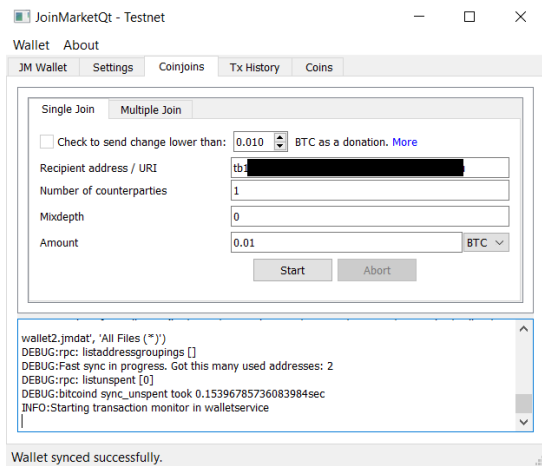 JoinMarketQt - Testnet
Wallet About
JM Wallet Settings Coinjoins Tx History Coins
Single Join Multiple Join
Check to send change lower than: 0.010 BTC as a donation. More
Recipient address / URI tb1
Number of counterparties 1
Mixdepth 0
Amount 0.01 BTC
Start Abort
wallet2.jmdat', 'All Files (*)')
DEBUG:rpc: listaddressgroupings []
DEBUG:Fast sync in progress. Got this many used addresses: 2
DEBUG:rpc: listunspent [0]
DEBUG:bitcoind sync_unspent took 0.15396785736083984sec
INFO:Starting transaction monitor in walletservice
Wallet synced successfully.